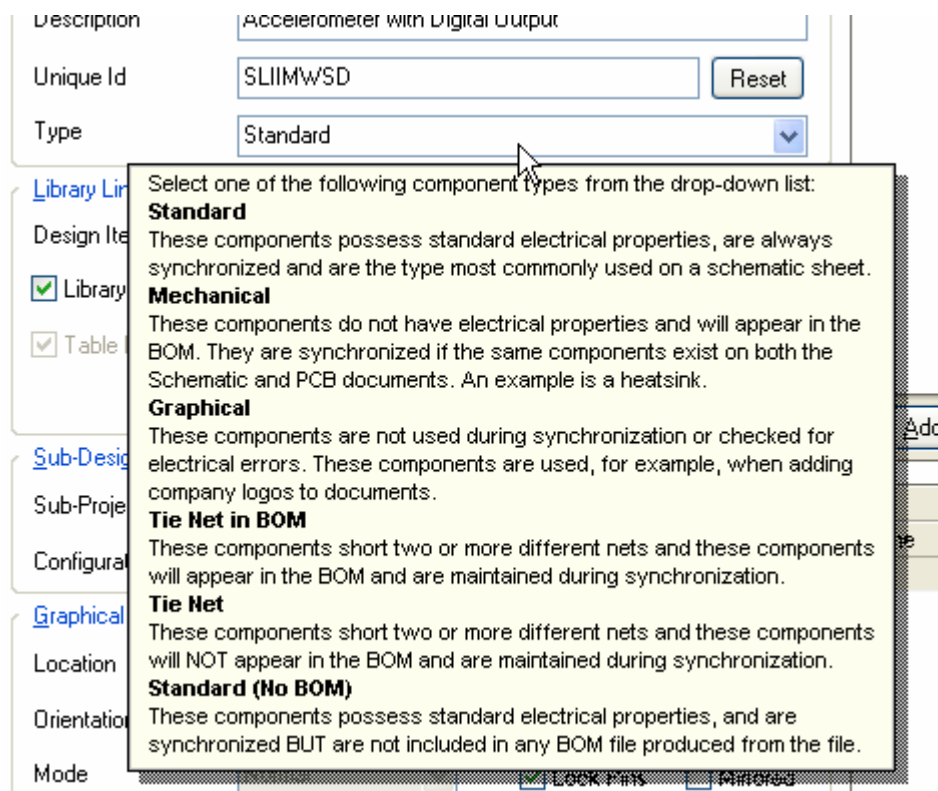 Description Accelerometer with Digital Output
Unique Id SLIIMWSD Reset
Type Standard
Select one of the following component types from the drop-down list:
Library Lin
Standard
Design Ite
These components possess standard electrical properties, are always
synchronized and are the type most commonly used on a schematic sheet.
Library
Mechanical
These components do not have electrical properties and will appear in the
Table
BOM. They are synchronized if the same components exist on both the
Schematic and PCB documents. An example is a heatsink.
Graphical
Add
These components are not used during synchronization or checked for
Sub-Desig
electrical errors. These components are used, for example, when adding
company logos to documents.
Sub-Proje
Tie Net in BOM
These components short two or more different nets and these components
Configurat
will appear in the BOM and are maintained during synchronization.
Tie Net
Graphical
These components short two or more different nets and these components
Location
will NOT appear in the BOM and are maintained during synchronization.
Standard (No BOM)
Orientation
These components possess standard electrical properties, and are
synchronized BUT are not included in any BOM file produced from the file.
Mode Normal Lock Pins Mirrored